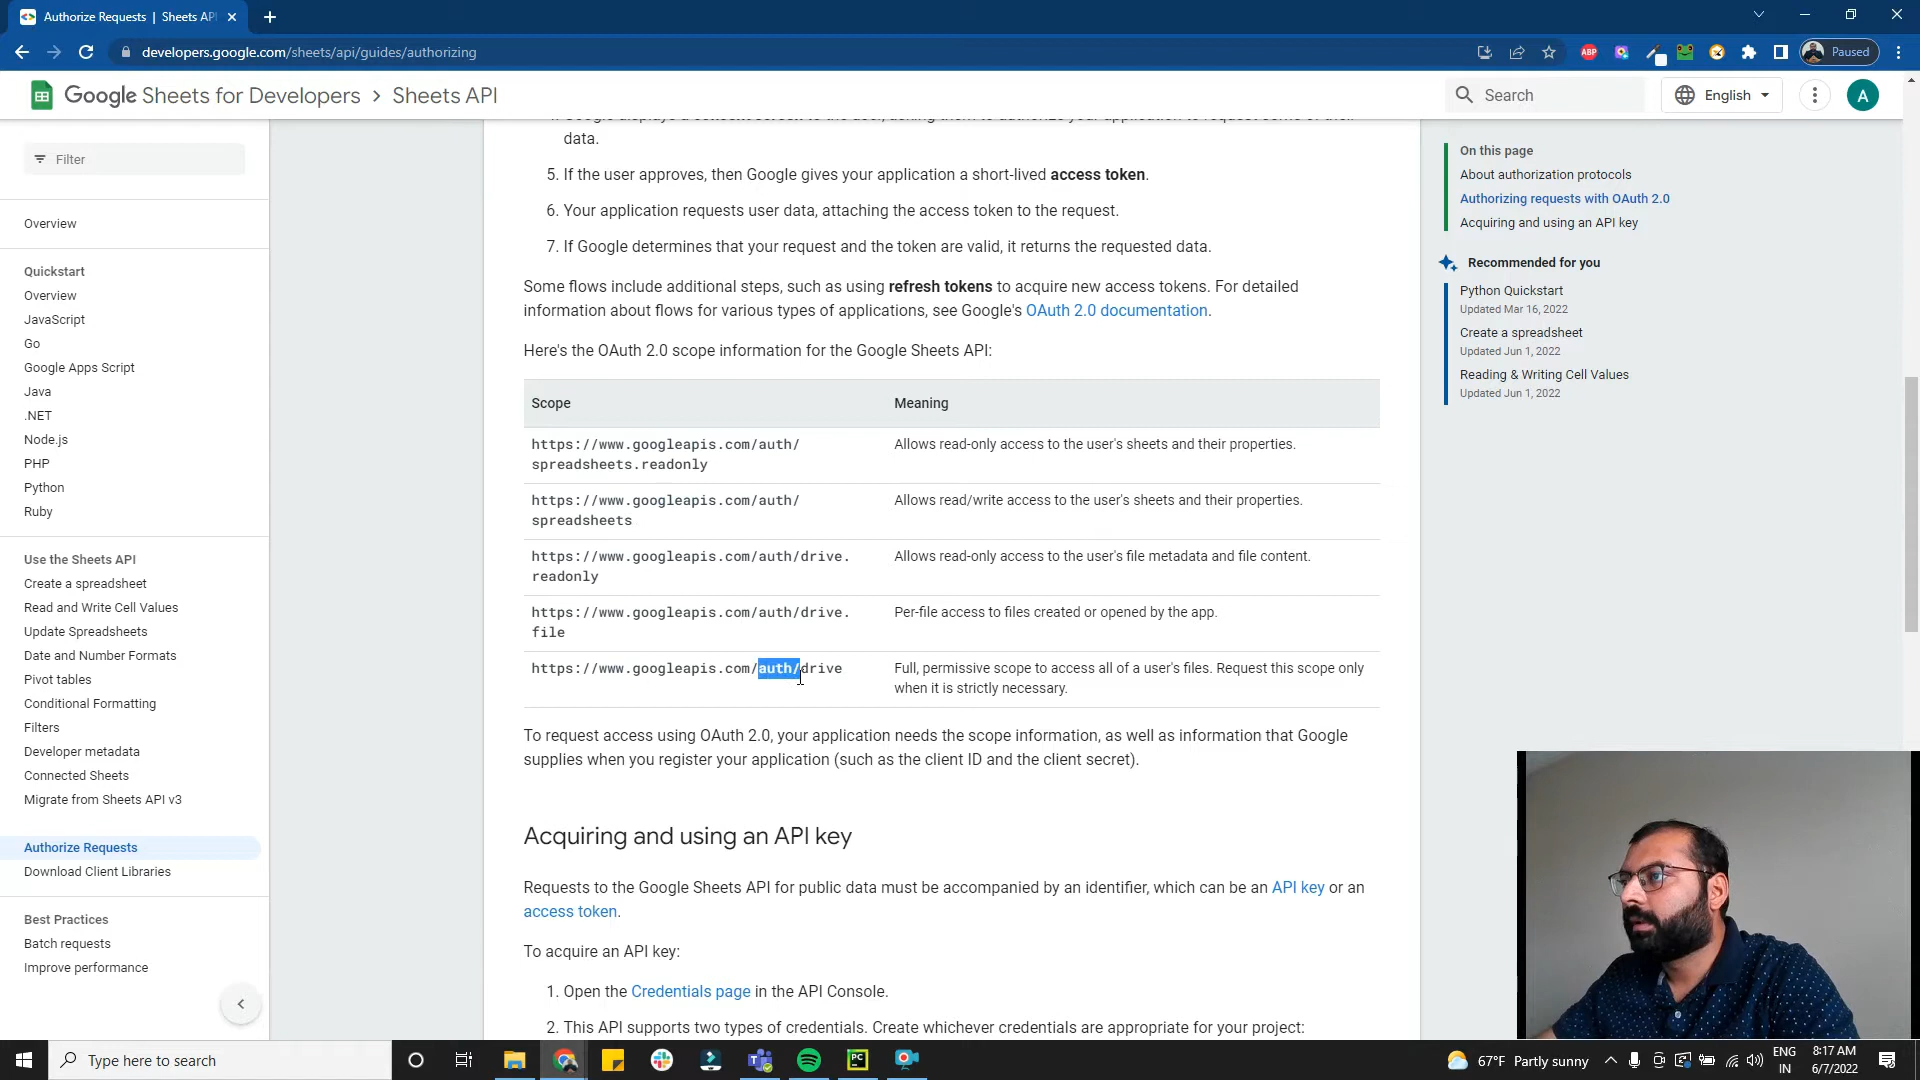 Authorize Requests | Sheets API
developers.google.com/sheets/api/guides/authorizing
ABP
Paused
Google Sheets for Developers > Sheets API
Search
English
A
Filter
Overview
Quickstart
Overview
JavaScript
Go
Google Apps Script
Java
.NET
Node.js
PHP
Python
Ruby
Use the Sheets API
Create a spreadsheet
Read and Write Cell Values
Update Spreadsheets
Date and Number Formats
Pivot tables
Conditional Formatting
Filters
Developer metadata
Connected Sheets
Migrate from Sheets API v3
Authorize Requests
Download Client Libraries
Best Practices
Batch requests
Improve performance
data.
5. If the user approves, then Google gives your application a short-lived access token.
6. Your application requests user data, attaching the access token to the request.
7. If Google determines that your request and the token are valid, it returns the requested data.
Some flows include additional steps, such as using refresh tokens to acquire new access tokens. For detailed
information about flows for various types of applications, see Google's OAuth 2.0 documentation.
Here's the OAuth 2.0 scope information for the Google Sheets API:
Scope Meaning
https://www.googleapis.com/auth/ Allows read-only access to the user's sheets and their properties.
spreadsheets.readonly
https://www.googleapis.com/auth/ Allows read/write access to the user's sheets and their properties.
spreadsheets
https://www.googleapis.com/auth/drive. Allows read-only access to the user's file metadata and file content.
readonly
https://www.googleapis.com/auth/drive. Per-file access to files created or opened by the app.
file
https://www.googleapis.com/auth/drive Full, permissive scope to access all of a user's files. Request this scope only
when it is strictly necessary.
To request access using OAuth 2.0, your application needs the scope information, as well as information that Google
supplies when you register your application (such as the client ID and the client secret).
Acquiring and using an API key
Requests to the Google Sheets API for public data must be accompanied by an identifier, which can be an API key or an
access token.
To acquire an API key:
1. Open the Credentials page in the API Console.
2. This API supports two types of credentials. Create whichever credentials are appropriate for your project:
On this page
About authorization protocols
Authorizing requests with OAuth 2.0
Acquiring and using an API key
Recommended for you
Python Quickstart
Updated Mar 16, 2022
Create a spreadsheet
Updated Jun 1, 2022
Reading & Writing Cell Values
Updated Jun 1, 2022
Type here to search
PC
67°F Partly sunny
ENG
IN
8:17 AM
6/7/2022